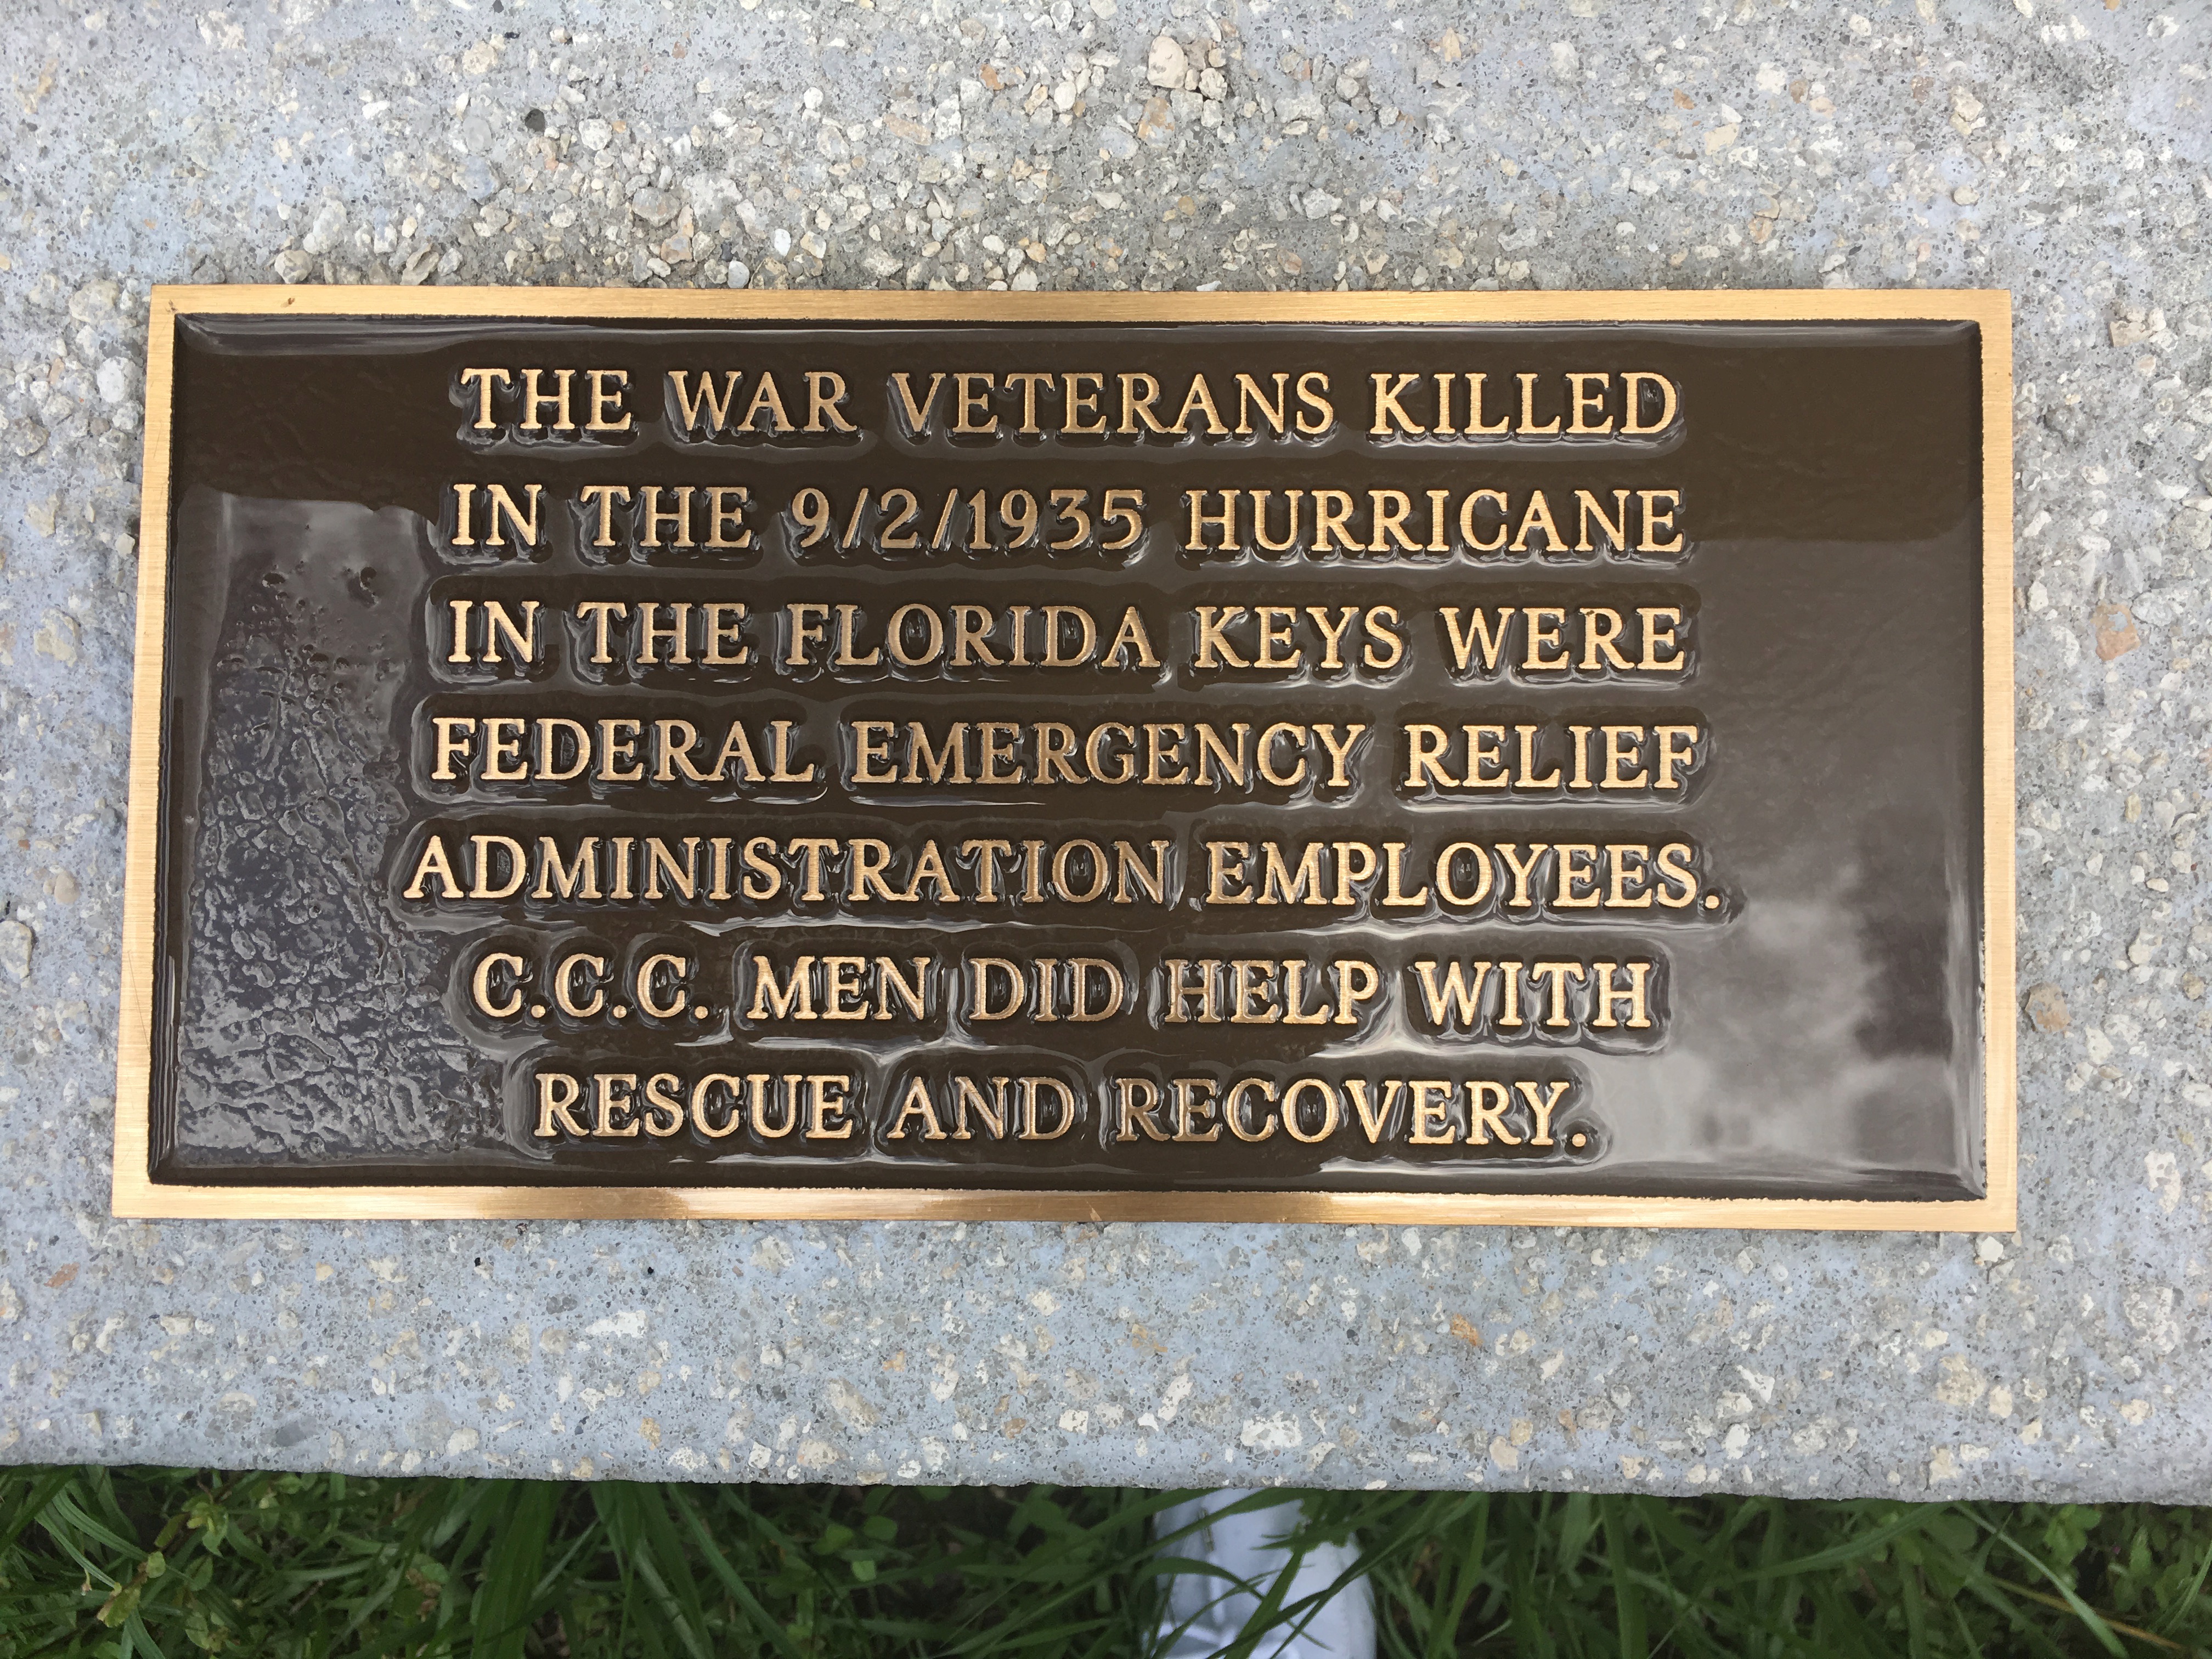 THE WAR VETERANS KILLED
IN THE 9/2/1935 HURRICANE
IN THE FLORIDA KEYS WERE
FEDERAL EMERGENCY RELIEF
ADMINISTRATION EMPLOYEES.
C.C.C. MEN DID HELP WITH
RESCUE AND RECOVERY.